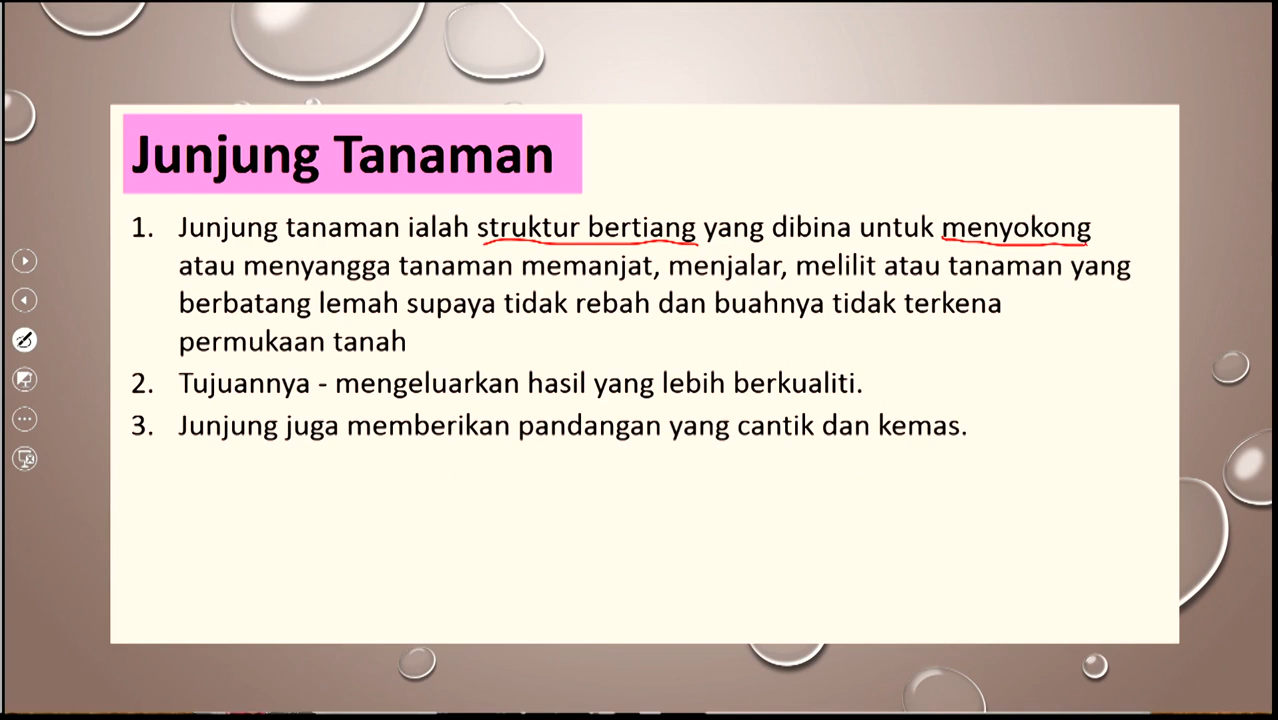 Junjung Tanaman
1. Junjung tanaman ialah struktur bertiang yang dibina untuk menyokong
atau menyangga tanaman memanjat, menjalar, melilit atau tanaman yang
berbatang lemah supaya tidak rebah dan buahnya tidak terkena
permukaan tanah
2. Tujuannya - mengeluarkan hasil yang lebih berkualiti.
3. Junjung juga memberikan pandangan yang cantik dan kemas.